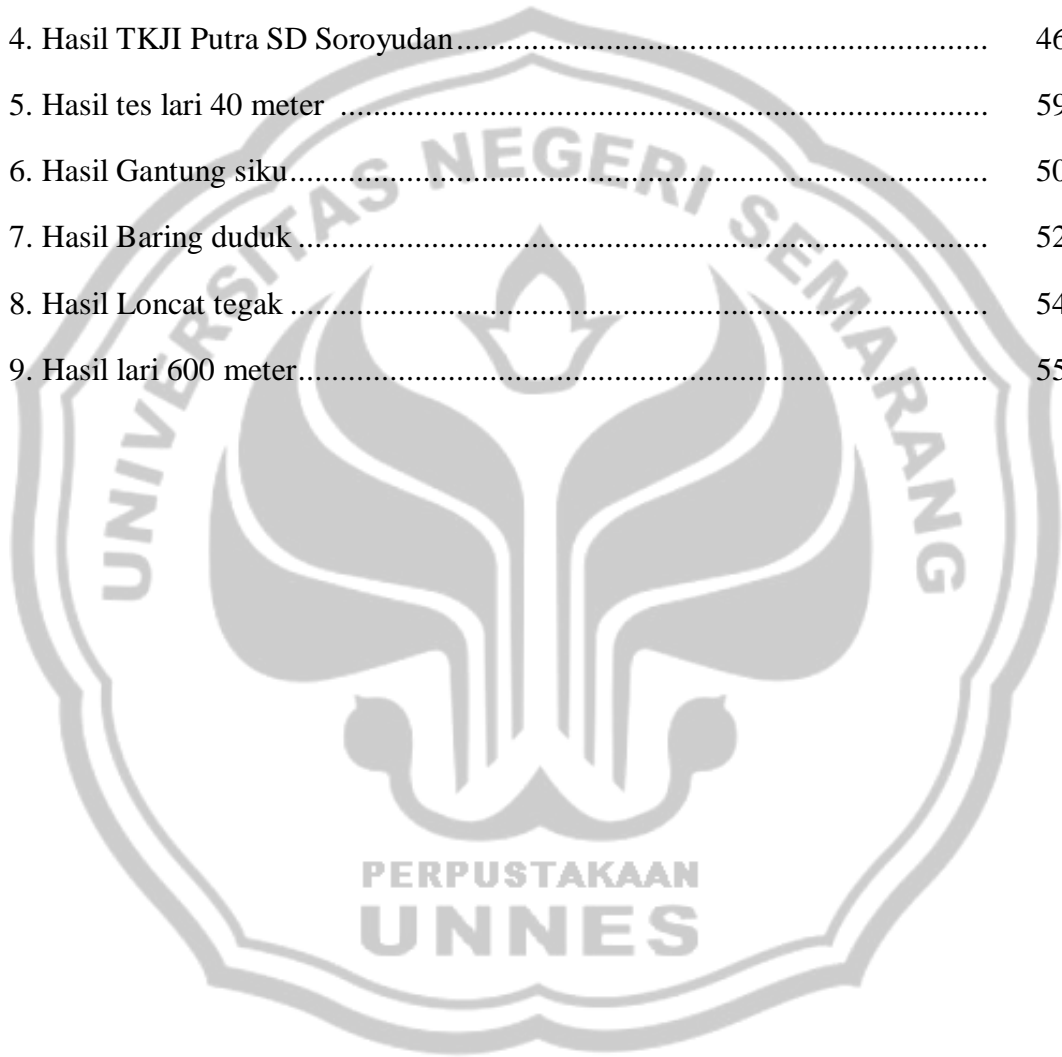 4. Hasil TKJI Putra SD Soroyudan.................................................................... 46
5. Hasil tes lari 40 meter .................................................................................... 59
6. Hasil Gantung siku.......................................................................................... 50
7. Hasil Baring duduk ......................................................................................... 52
8. Hasil Loncat tegak .......................................................................................... 54
9. Hasil lari 600 meter......................................................................................... 55
UNIVERSITAS NEGERI SEMARANG
PERPUSTAKAAN
UNNES